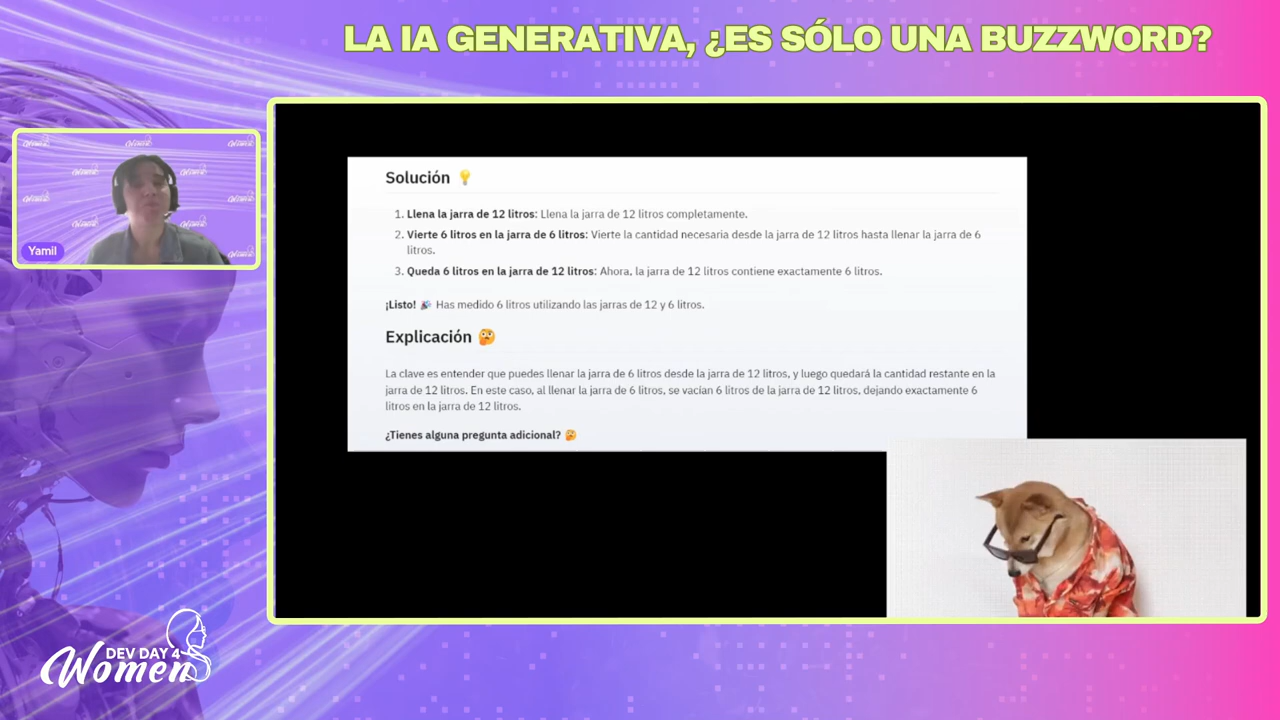 LA IA GENERATIVA, ¿ES SÓLO UNA BUZZWORD?
Yamil
Solución 💡
1. Llena la jarra de 12 litros: Llena la jarra de 12 litros completamente.
2. Vierte 6 litros en la jarra de 6 litros: Vierte la cantidad necesaria desde la jarra de 12 litros hasta llenar la jarra de 6
litros.
3. Queda 6 litros en la jarra de 12 litros: Ahora, la jarra de 12 litros contiene exactamente 6 litros.
¡Listo! 🎉 Has medido 6 litros utilizando las jarras de 12 y 6 litros.
Explicación 🤔
La clave es entender que puedes llenar la jarra de 6 litros desde la jarra de 12 litros, y luego quedará la cantidad restante en la
jarra de 12 litros. En este caso, al llenar la jarra de 6 litros, se vacían 6 litros de la jarra de 12 litros, dejando exactamente 6
litros en la jarra de 12 litros.
¿Tienes alguna pregunta adicional? 🤔
DEV DAY 4
Women